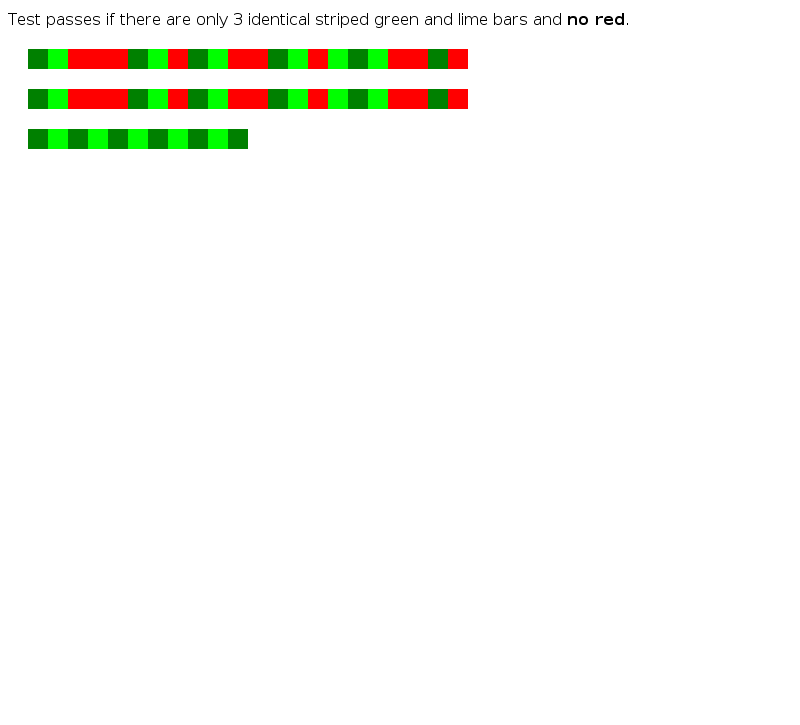 Test passes if there are only 3 identical striped green and lime bars and no red.